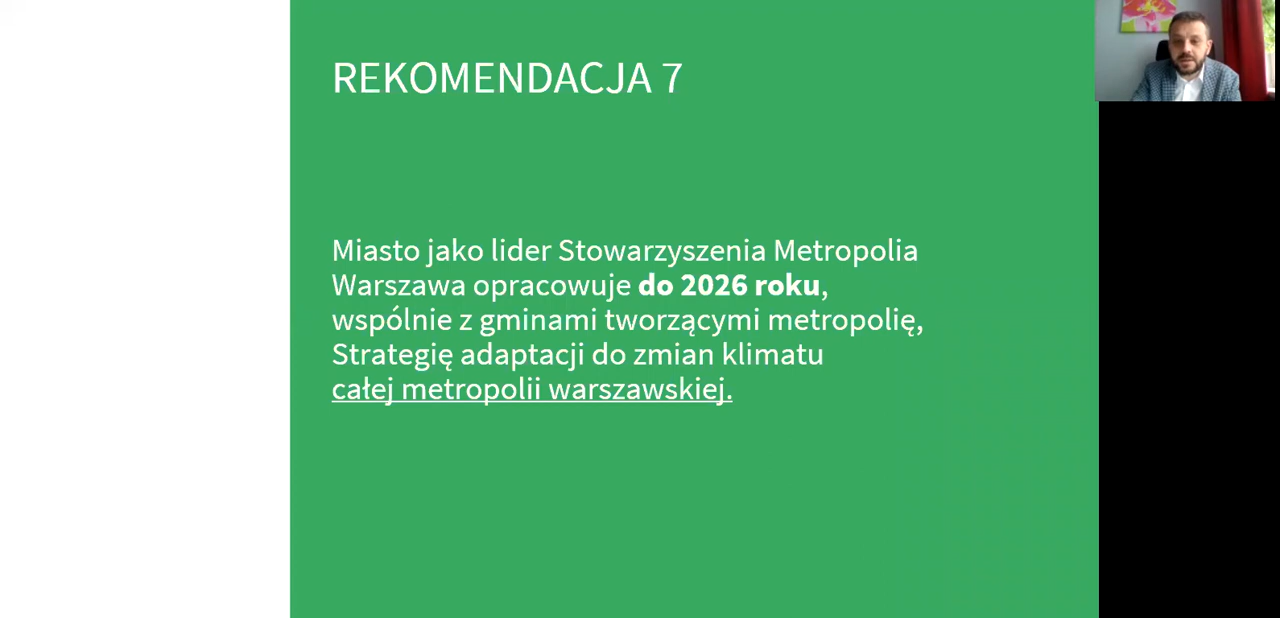 REKOMENDACJA 7
Miasto jako lider Stowarzyszenia Metropolia
Warszawa opracowuje do 2026 roku,
wspólnie z gminami tworzącymi metropolię,
Strategię adaptacji do zmian klimatu
całej metropolii warszawskiej.